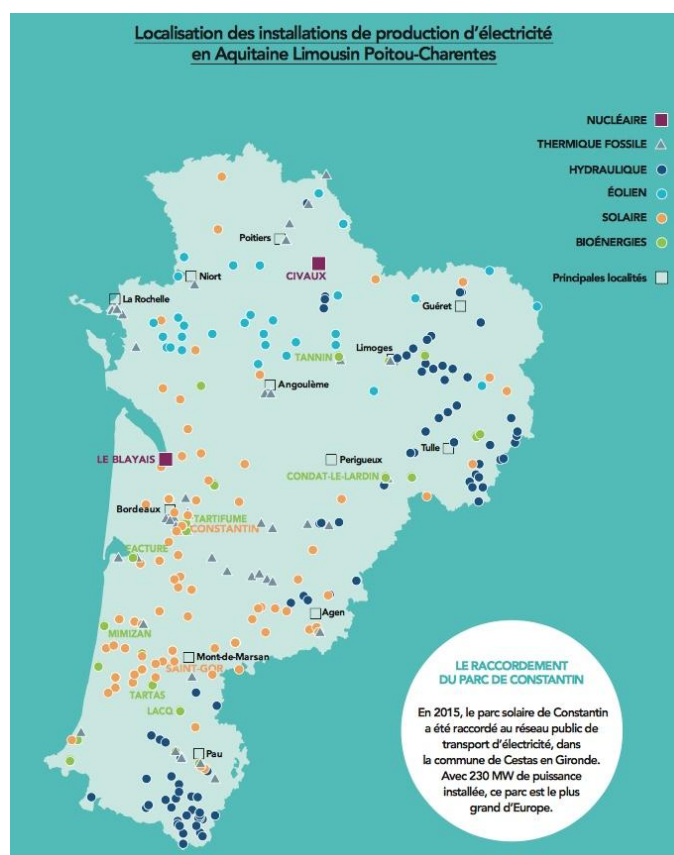 Localisation des installations de production d'électricité
en Aquitaine Limousin Poitou-Charentes
NUCLÉAIRE
THERMIQUE FOSSILE
HYDRAULIQUE
ÉOLIEN
SOLAIRE
BIOÉNERGIES
Principales localités
Poitiers
CIVAUX
Niort
La Rochelle
Guéret
Limoges
TANNIN
Angoulème
Tulle
LE BLAYAIS
Perigueux
CONDAT-LE-LARDIN
Bordeaux
TARTIFUME
CONSTANTIN
FACTURE
Agen
MIMIZAN
Mont-de-Marsan
SAINT-GOR
TARTAS
LACQ
Pau
LE RACCORDEMENT
DU PARC DE CONSTANTIN
En 2015, le parc solaire de Constantin
a été raccordé au réseau public de
transport d'électricité, dans
la commune de Cestas en Gironde.
Avec 230 MW de puissance
installée, ce parc est le plus
grand d'Europe.